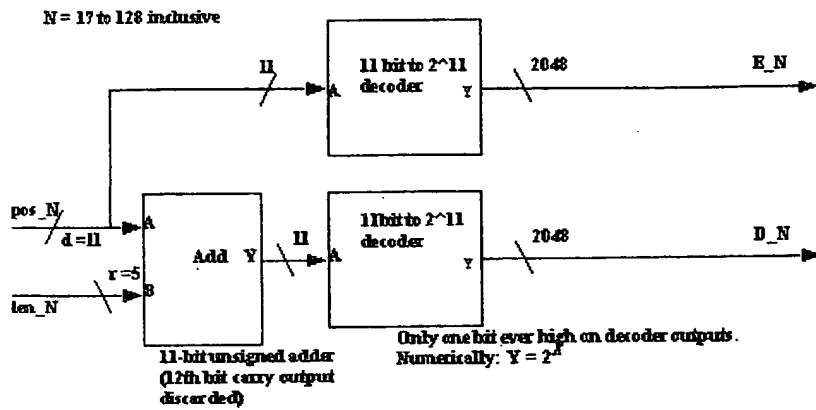 N = 17 to 128 inclusive
11
11 bit to 2^11
decoder
A
Y
2048
E_N
pos_N
d=11
A
Add
Y
11
11bit to 2^11
decoder
A
Y
2048
D_N
r=5
B
len_N
11-bit unsigned adder
(12th bit carry output
discarded)
Only one bit ever high on decoder outputs.
Numerically: Y = 2^A